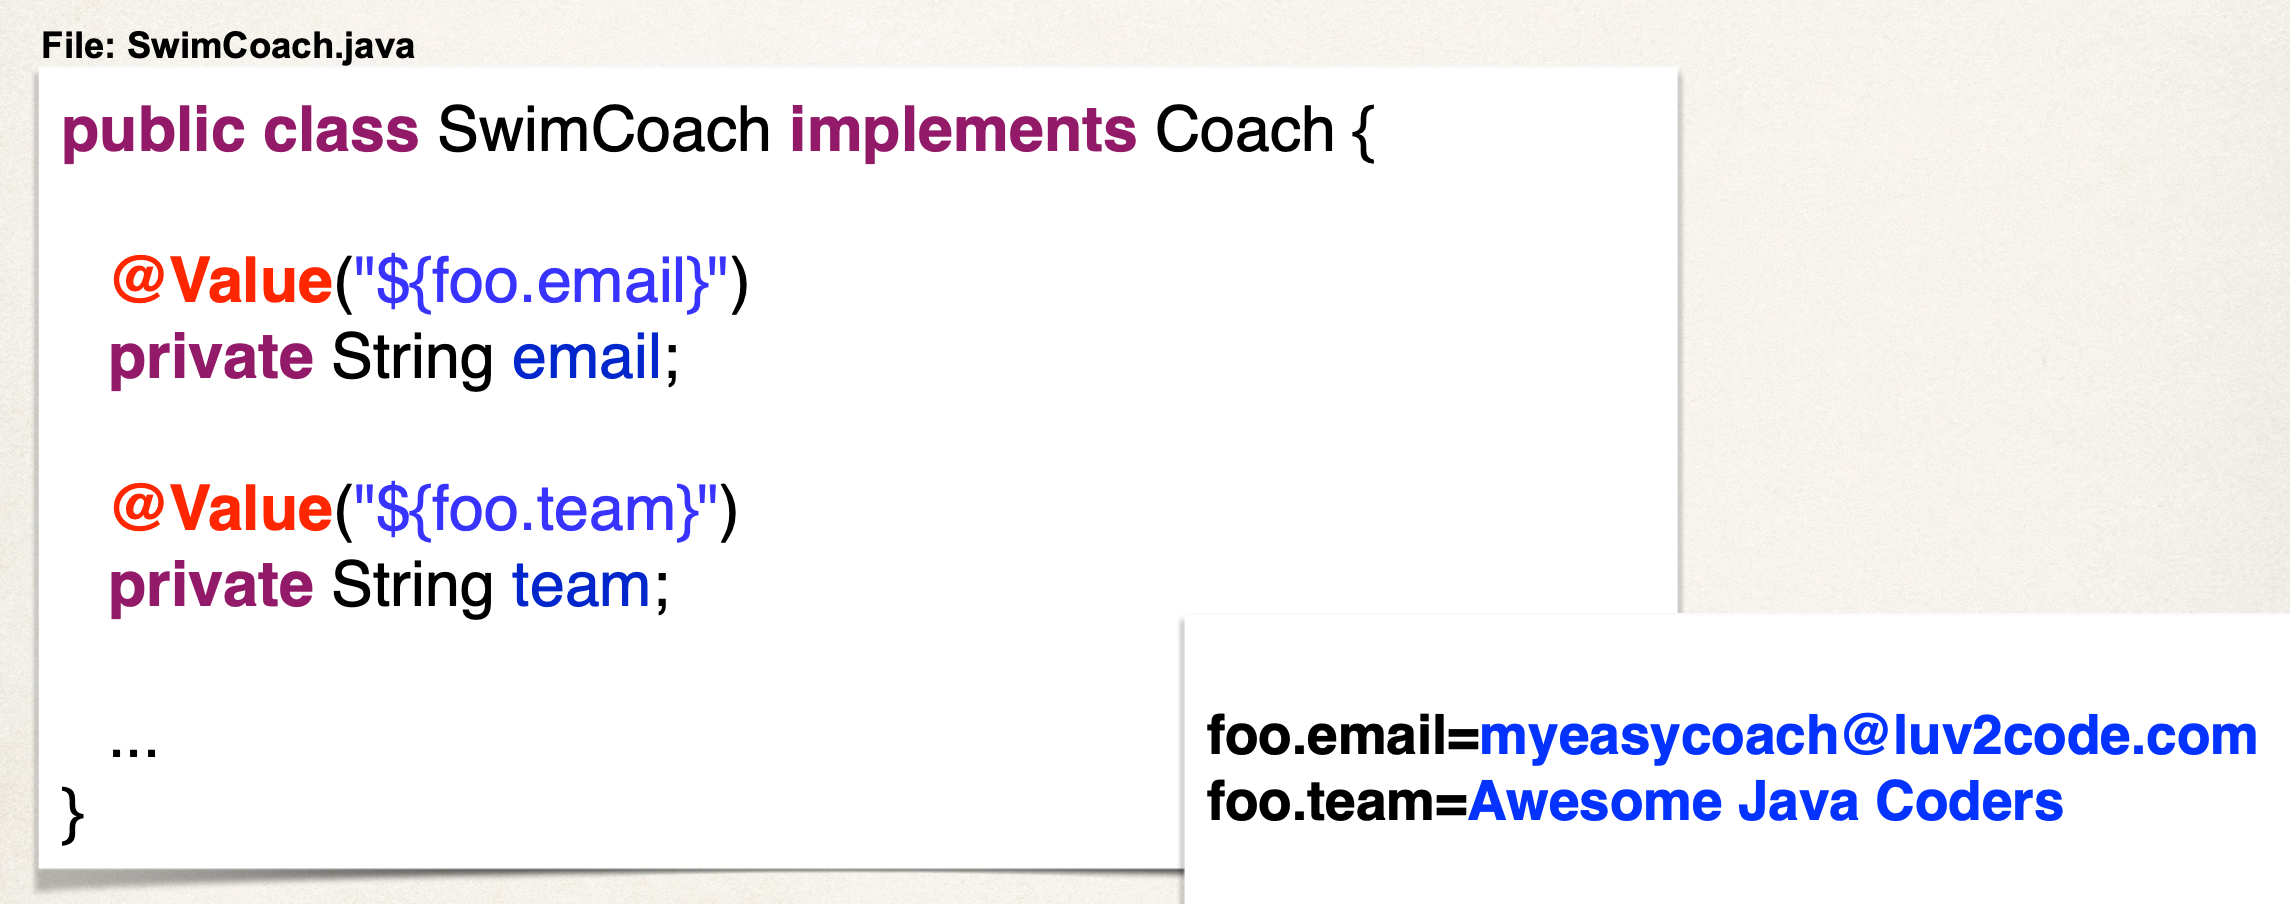 File: SwimCoach.java
public class SwimCoach implements Coach {
@Value("${foo.email}")
private String email;
@Value("${foo.team}")
private String team;
...
}
foo.email=myeasycoach@luv2code.com
foo.team=Awesome Java Coders